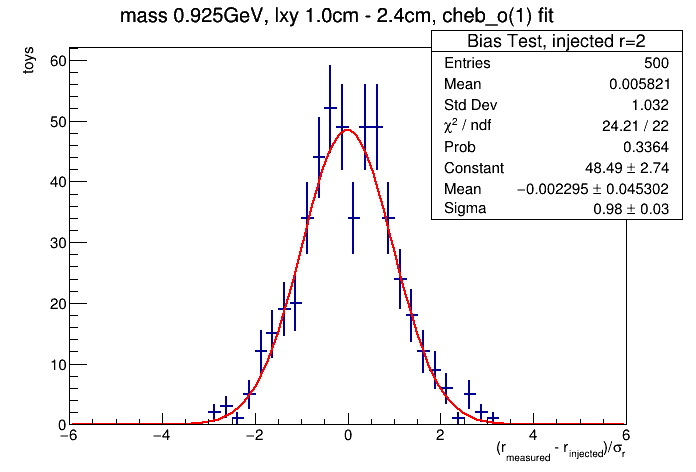 mass 0.925GeV, lxy 1.0cm - 2.4cm, cheb_o(1) fit
toys
Bias Test, injected r=2
Entries 500
Mean 0.005821
Std Dev 1.032
χ² / ndf 24.21 / 22
Prob 0.3364
Constant 48.49 ± 2.74
Mean −0.002295 ± 0.045302
Sigma 0.98 ± 0.03
60
50
40
30
20
10
0
−6 −4 −2 0 2 4 6
(r_measured - r_injected)/σ_r